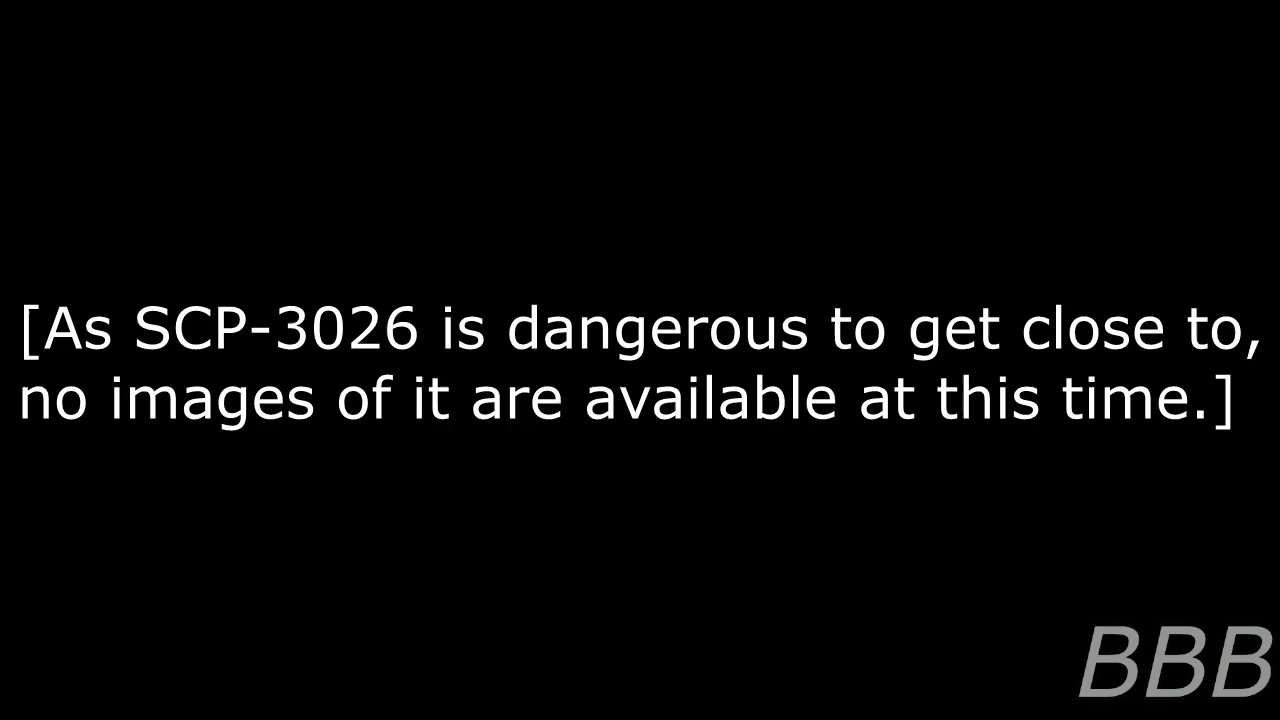 [As SCP-3026 is dangerous to get close to,
no images of it are available at this time.]
BBB